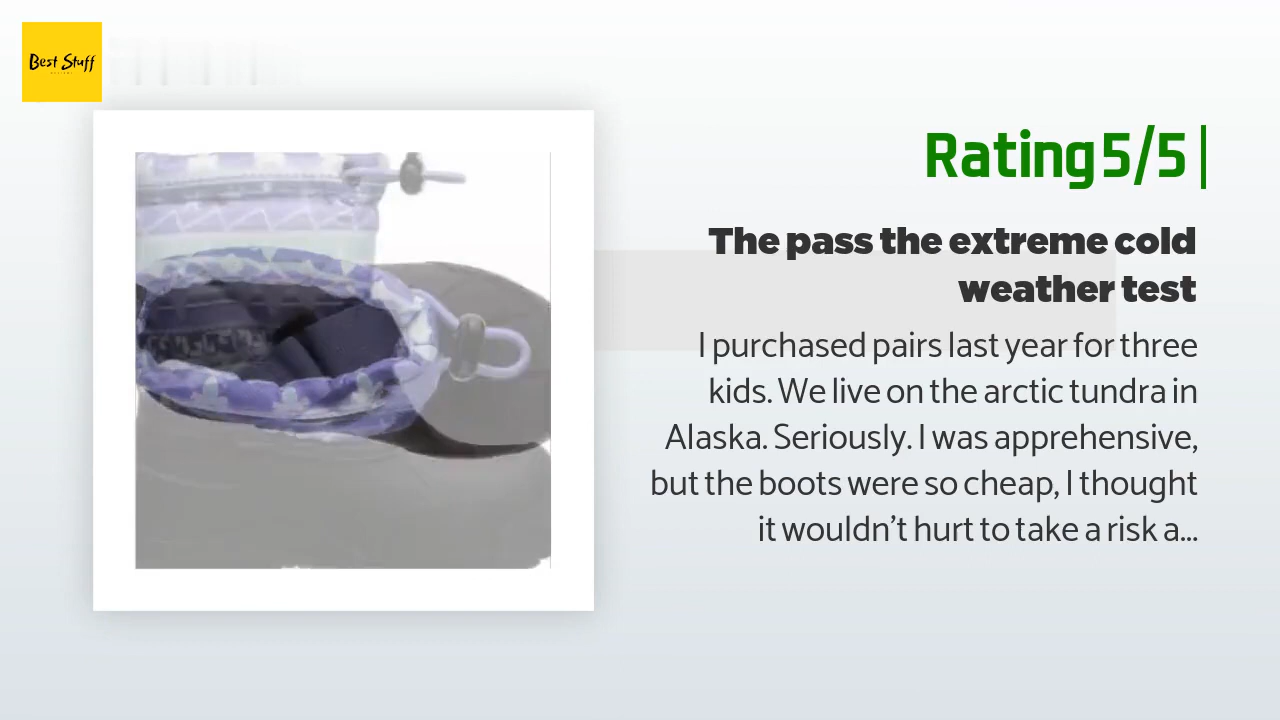 Best Stuff
Rating 5/5 |
The pass the extreme cold
weather test
I purchased pairs last year for three
kids. We live on the arctic tundra in
Alaska. Seriously. I was apprehensive,
but the boots were so cheap, I thought
it wouldn't hurt to take a risk a...